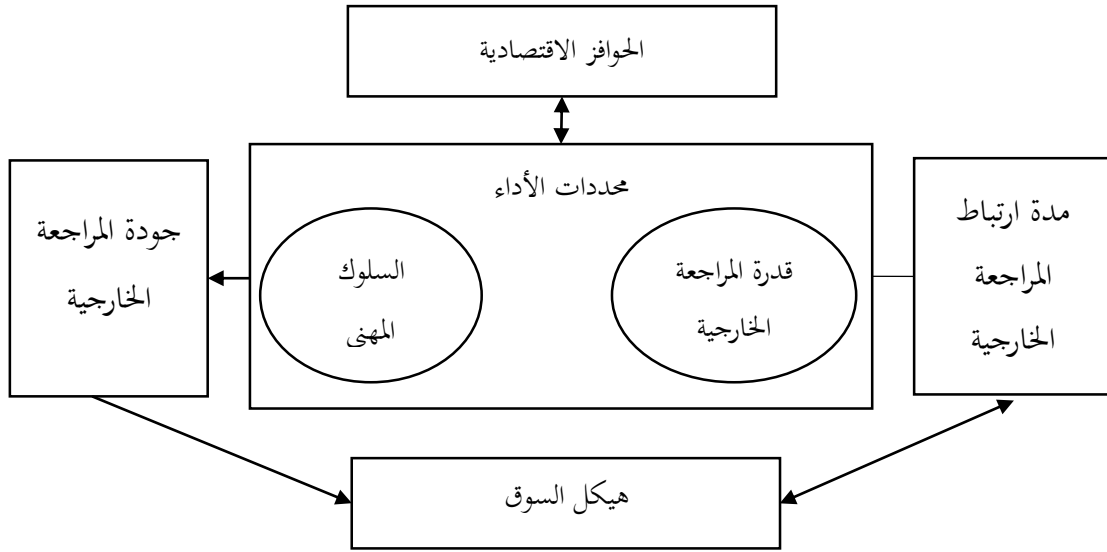 الحوافز الاقتصادية
محددات الأداء
مدة ارتباط
المراجعة
الخارجية
قدرة المراجعة
الخارجية
السلوك
المهنى
جودة المراجعة
الخارجية
هيكل السوق